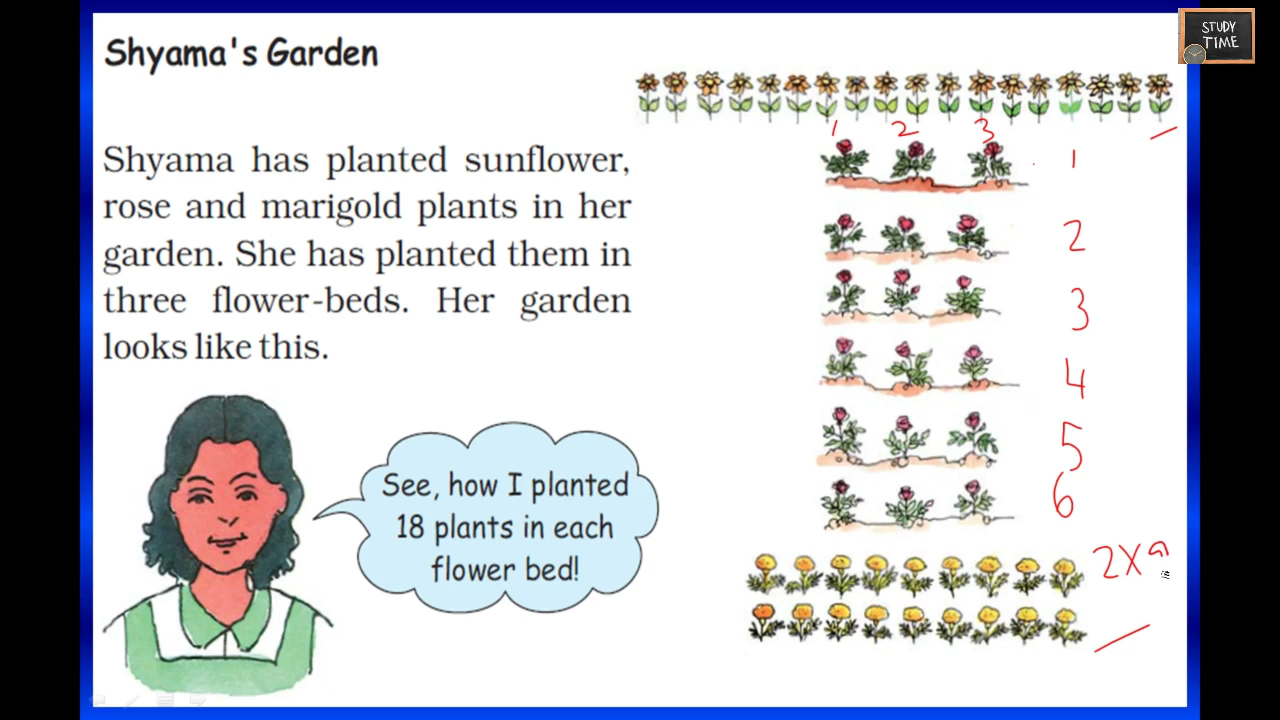 Shyama's Garden
STUDY
TIME
Shyama has planted sunflower,
rose and marigold plants in her
garden. She has planted them in
three flower-beds. Her garden
looks like this.
1 2 3
1
2
3
4
5
6
See, how I planted
18 plants in each
flower bed!
2X9